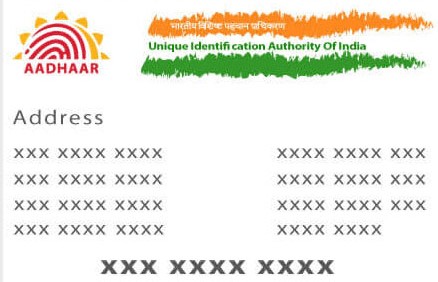 AADHAAR
भारतीय विशिष्ट पहचान प्राधिकरण
Unique Identification Authority Of India
Address
xxx xxxx xxxx
xxxx xxxx xxx
xxx xxxx xxxx
xxxx xxxx xxx
xxx xxxx xxxx
xxxx xxxx xxx
xxx xxxx xxxx
xxxx xxxx
xxx xxxx xxxx